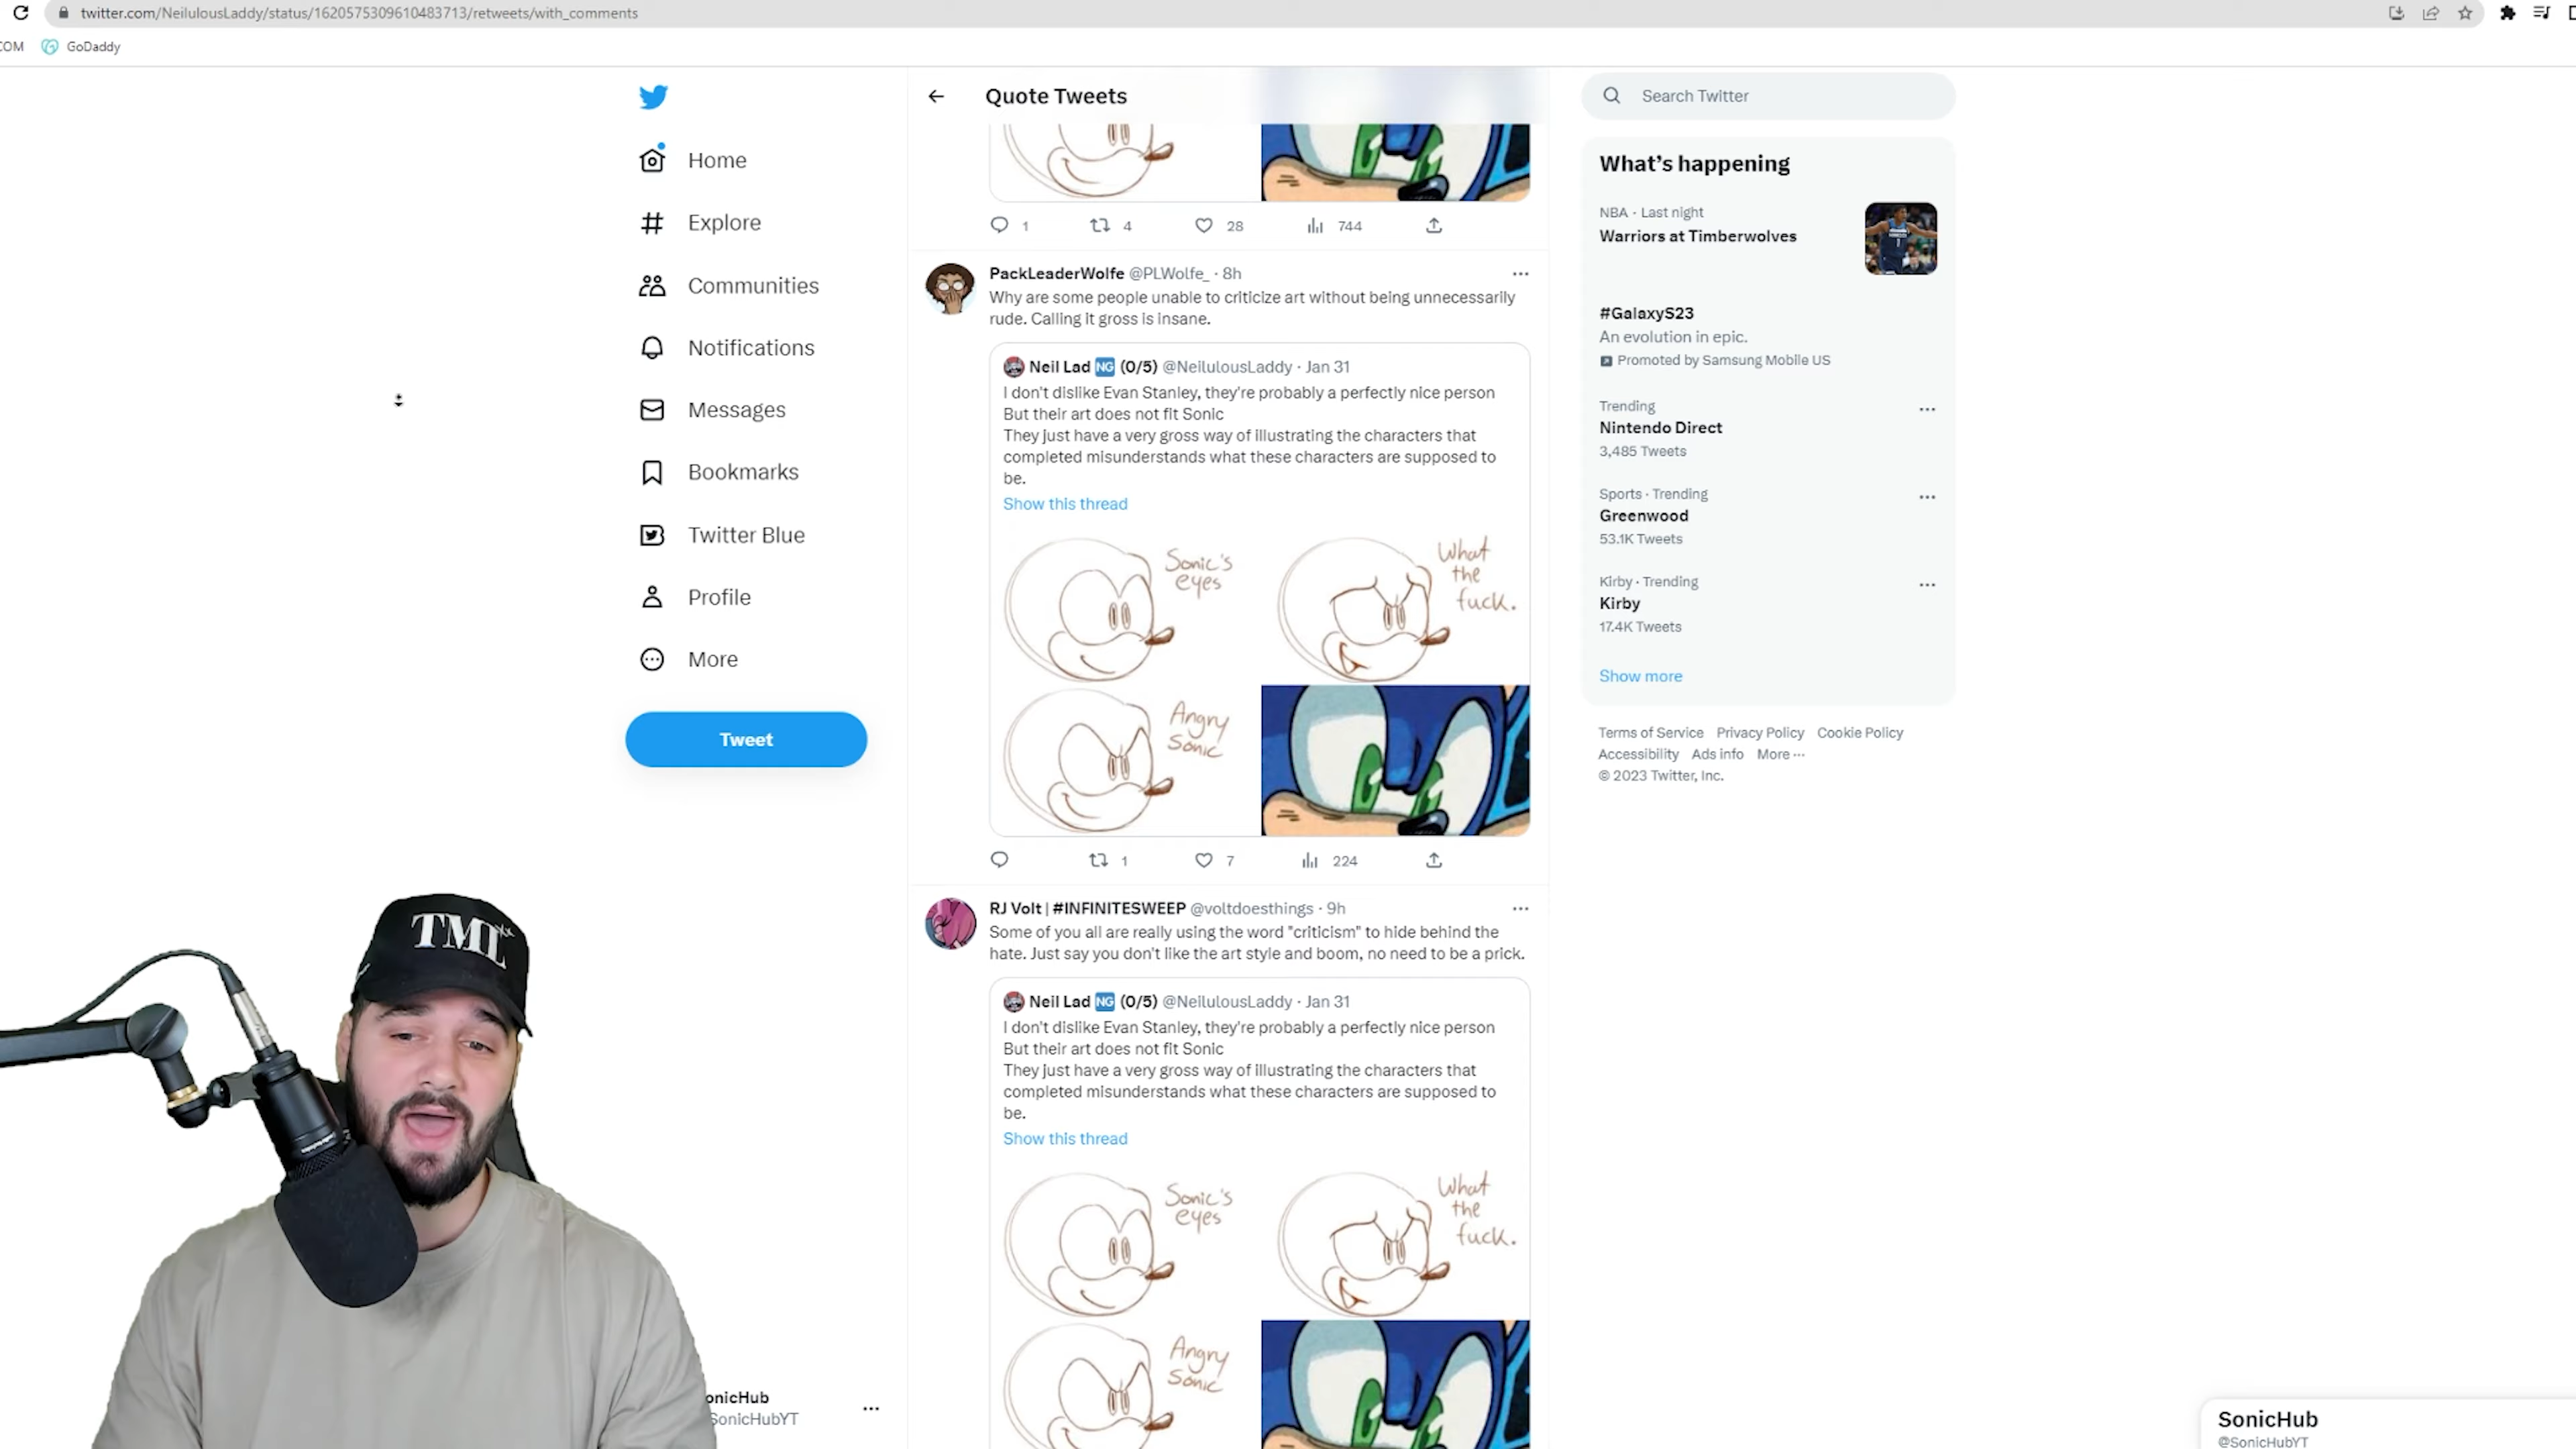 twitter.com/NeilulousLaddy/status/1620575309610483713/retweets/with_comments
COM GoDaddy
Home
Explore
Communities
Notifications
Messages
Bookmarks
Twitter Blue
Profile
More
Tweet
onicHub
SonicHubYT
Quote Tweets
1 4 28 744
PackLeaderWolfe @PLWolfe_ · 8h
Why are some people unable to criticize art without being unnecessarily
rude. Calling it gross is insane.
Neil Lad NG (0/5) @NeilulousLaddy · Jan 31
I don't dislike Evan Stanley, they're probably a perfectly nice person
But their art does not fit Sonic
They just have a very gross way of illustrating the characters that
completed misunderstands what these characters are supposed to
be.
Show this thread
Sonic's
eyes
What
the
fuck.
Angry
Sonic
1 7 224
RJ Volt | #INFINITESWEEP @voltdoesthings · 9h
Some of you all are really using the word "criticism" to hide behind the
hate. Just say you don't like the art style and boom, no need to be a prick.
Neil Lad NG (0/5) @NeilulousLaddy · Jan 31
I don't dislike Evan Stanley, they're probably a perfectly nice person
But their art does not fit Sonic
They just have a very gross way of illustrating the characters that
completed misunderstands what these characters are supposed to
be.
Show this thread
Sonic's
eyes
What
the
fuck.
Angry
Sonic
Search Twitter
What's happening
NBA · Last night
Warriors at Timberwolves
#GalaxyS23
An evolution in epic.
Promoted by Samsung Mobile US
Trending
Nintendo Direct
3,485 Tweets
Sports · Trending
Greenwood
53.1K Tweets
Kirby · Trending
Kirby
17.4K Tweets
Show more
Terms of Service Privacy Policy Cookie Policy
Accessibility Ads info More ···
© 2023 Twitter, Inc.
TML
SonicHub
@SonicHubYT